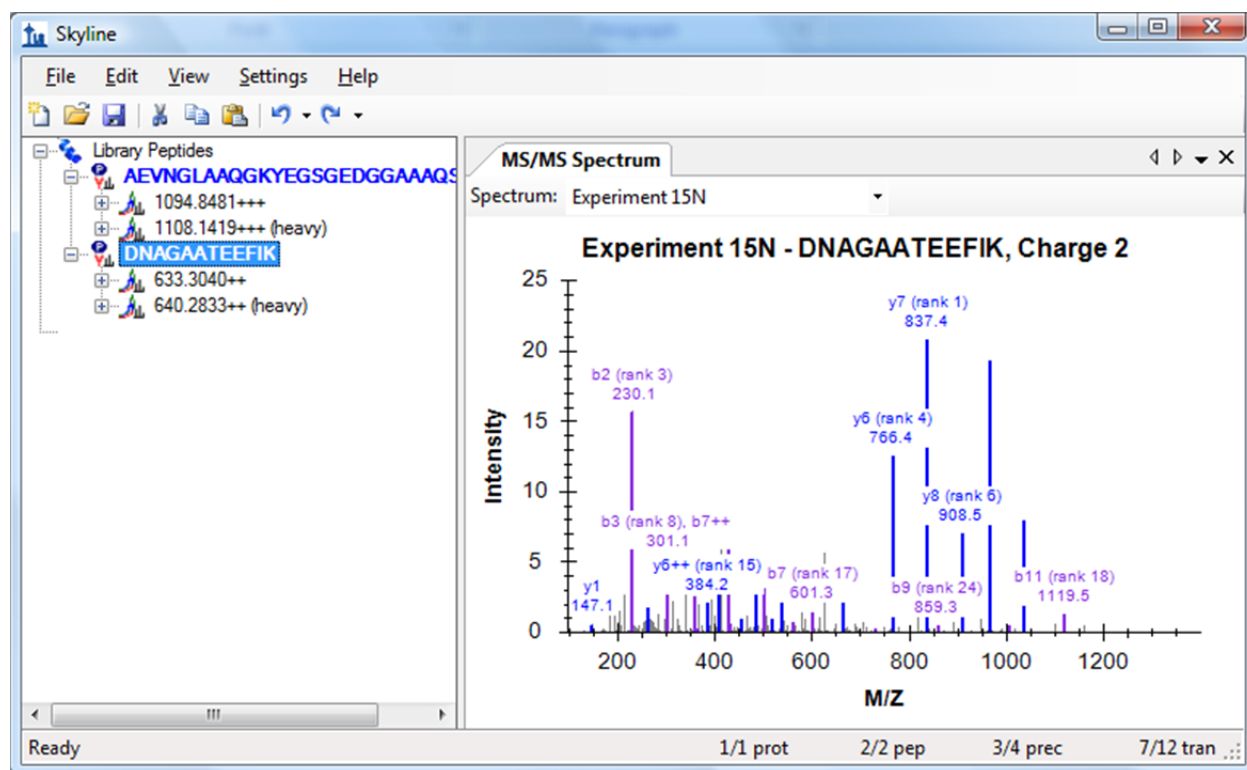 Skyline
File Edit View Settings Help
Library Peptides
AEVNGLAAQGKYEGSGEDGGAAAQS
1094.8481+++
1108.1419+++ (heavy)
DNAGAATEEFIK
633.3040++
640.2833++ (heavy)
MS/MS Spectrum
Spectrum: Experiment 15N
Experiment 15N - DNAGAATEEFIK, Charge 2
Intensity
25
20
15
10
5
0
y7 (rank 1)
837.4
b2 (rank 3)
230.1
y6 (rank 4)
766.4
y8 (rank 6)
908.5
b3 (rank 8), b7++
301.1
y6++ (rank 15)
384.2
b7 (rank 17)
601.3
b9 (rank 24)
859.3
b11 (rank 18)
1119.5
y1
147.1
200 400 600 800 1000 1200
M/Z
Ready 1/1 prot 2/2 pep 3/4 prec 7/12 tran